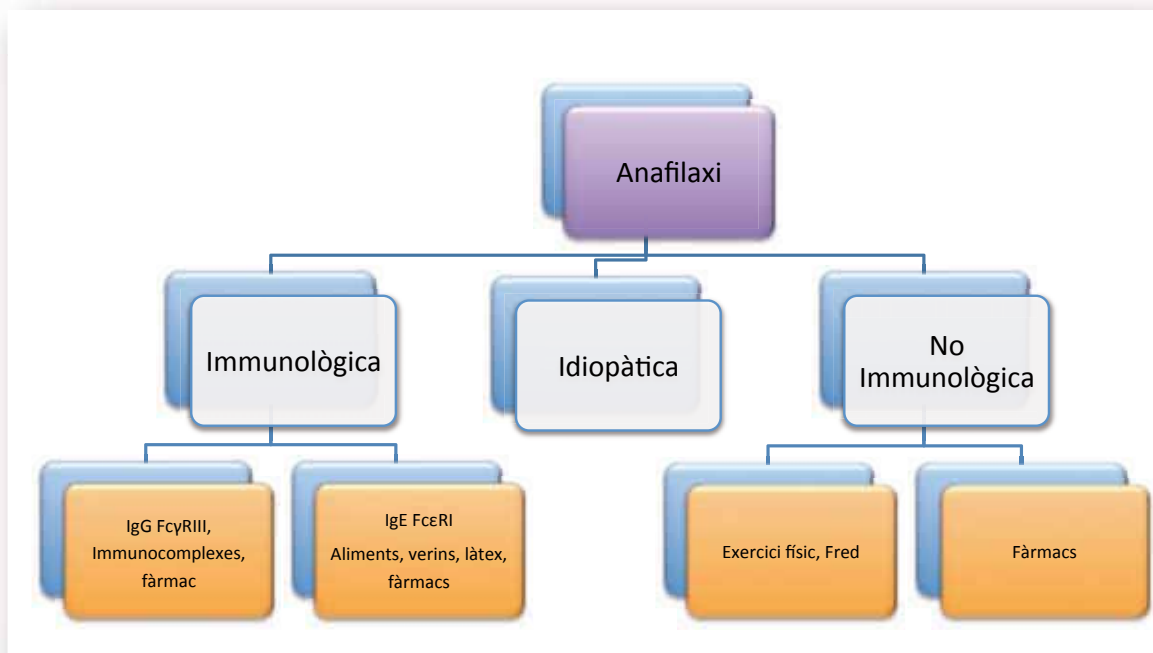 Anafilaxi
Immunològica
Idiopàtica
No
Immunològica
IgG FcγRIII,
Immunocomplexes,
fàrmac
IgE FcεRI
Aliments, verins, làtex,
fàrmacs
Exercici físic, Fred
Fàrmacs